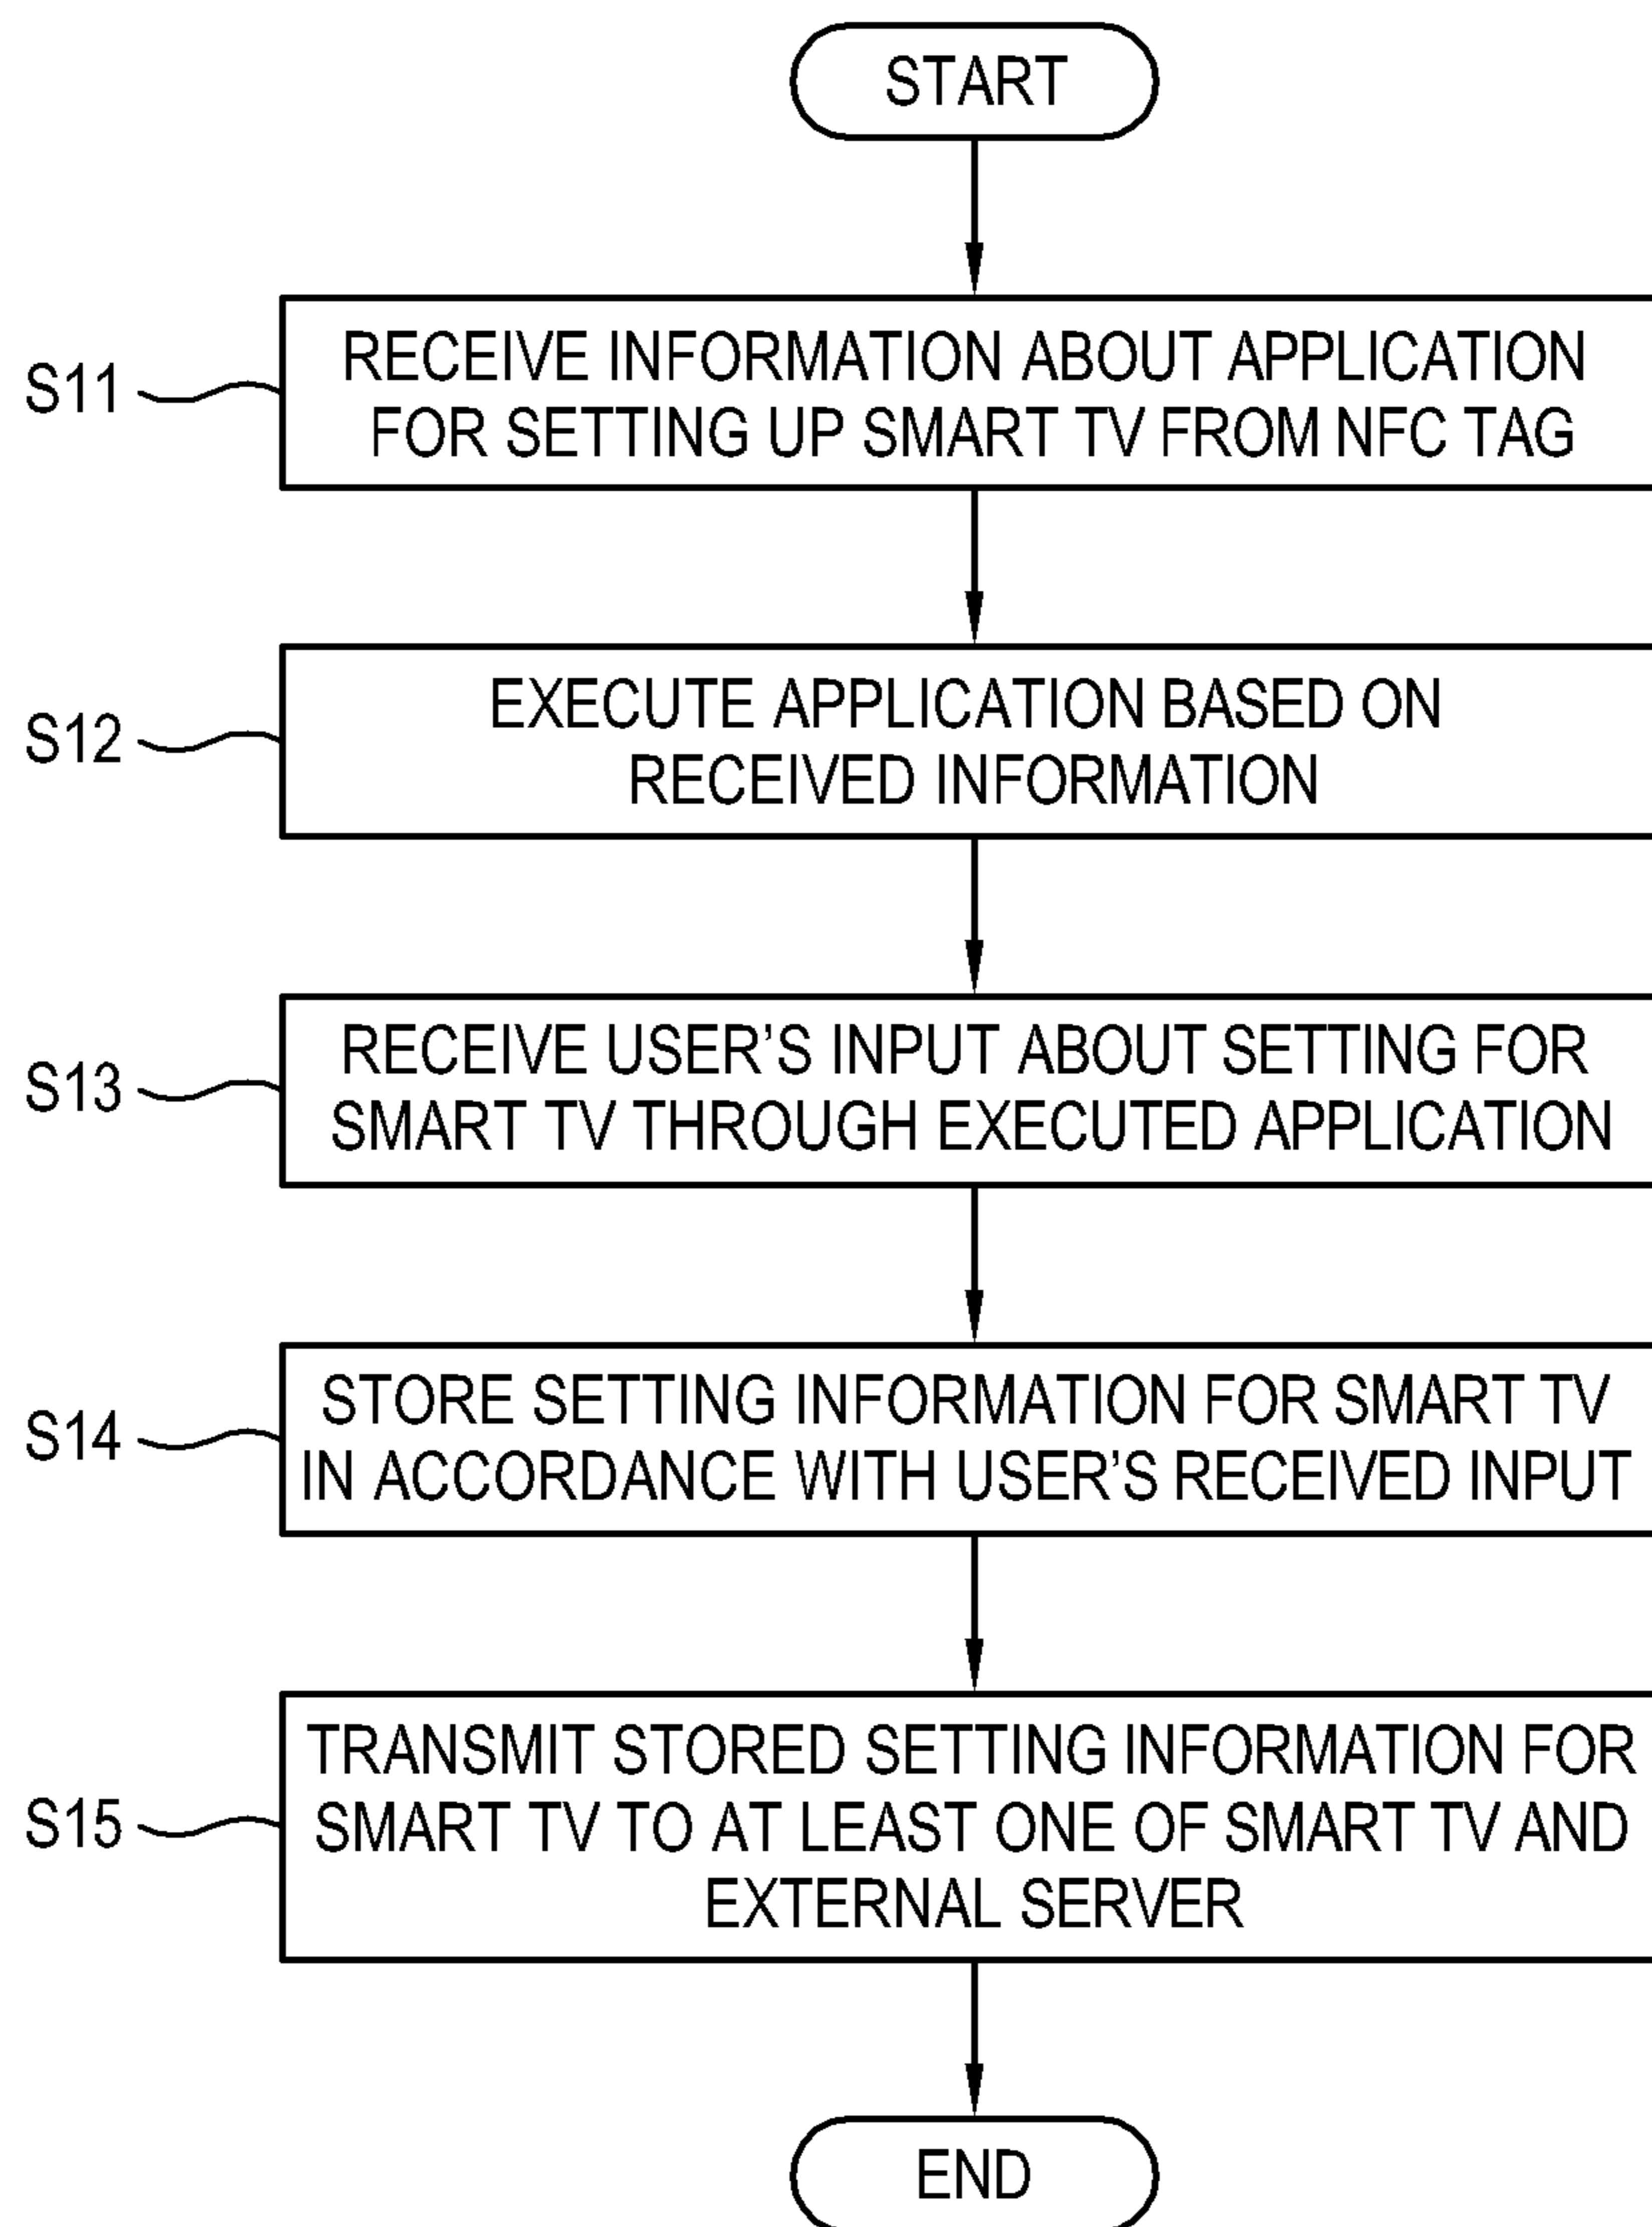 START
S11
RECEIVE INFORMATION ABOUT APPLICATION
FOR SETTING UP SMART TV FROM NFC TAG
S12
EXECUTE APPLICATION BASED ON
RECEIVED INFORMATION
S13
RECEIVE USER'S INPUT ABOUT SETTING FOR
SMART TV THROUGH EXECUTED APPLICATION
S14
STORE SETTING INFORMATION FOR SMART TV
IN ACCORDANCE WITH USER'S RECEIVED INPUT
S15
TRANSMIT STORED SETTING INFORMATION FOR
SMART TV TO AT LEAST ONE OF SMART TV AND
EXTERNAL SERVER
END